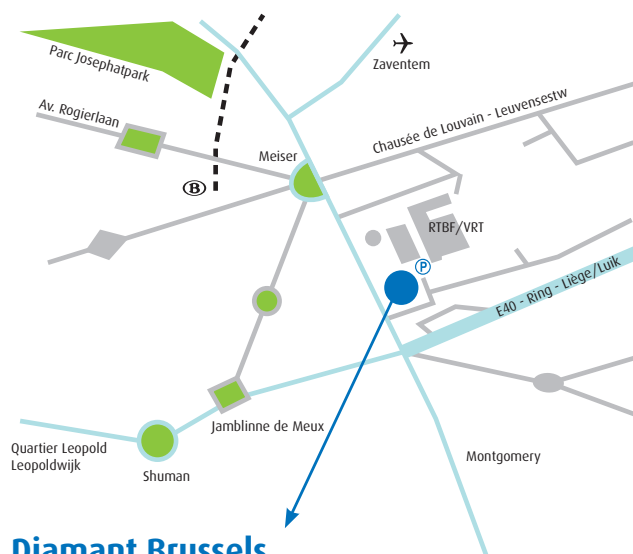 Parc Josephatpark
Zaventem
Av. Rogierlaan
Chausée de Louvain - Leuvensestw
Meiser
B
RTBF/VRT
P
E40 - Ring - Liège/Luik
Jamblinne de Meux
Quartier Leopold
Leopoldwijk
Shuman
Montgomery
Diamant Brussels